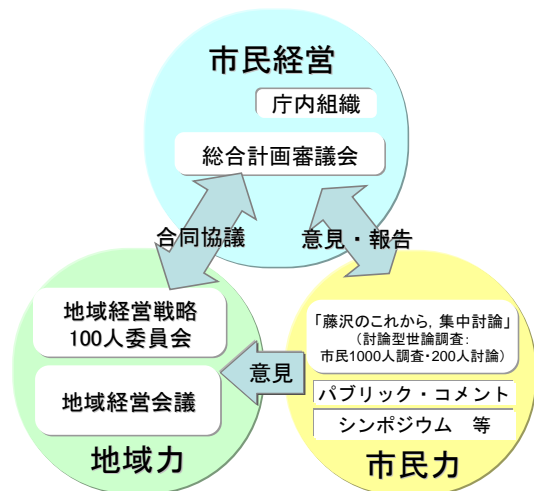 市民経営
庁内組織
総合計画審議会
合同協議
意見・報告
地域経営戦略
100人委員会
地域経営会議
地域力
意見
「藤沢のこれから，集中討論」
（討論型世論調査：
市民1000人調査・200人討論）
パブリック・コメント
シンポジウム　等
市民力